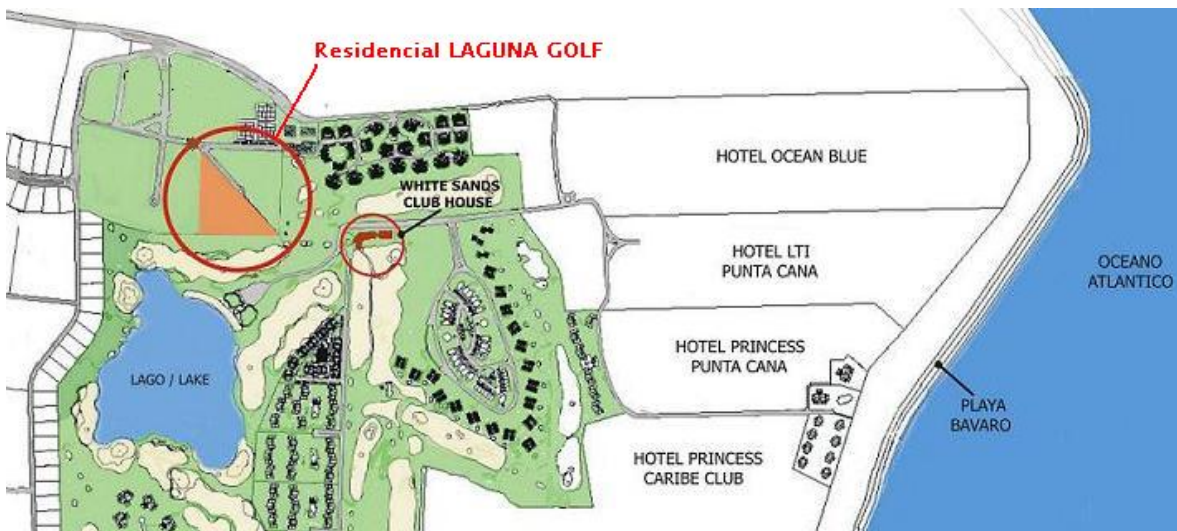 Residencial LAGUNA GOLF
HOTEL OCEAN BLUE
WHITE SANDS
CLUB HOUSE
HOTEL LTI
PUNTA CANA
OCEANO
ATLANTICO
HOTEL PRINCESS
PUNTA CANA
LAGO / LAKE
PLAYA
BAVARO
HOTEL PRINCESS
CARIBE CLUB